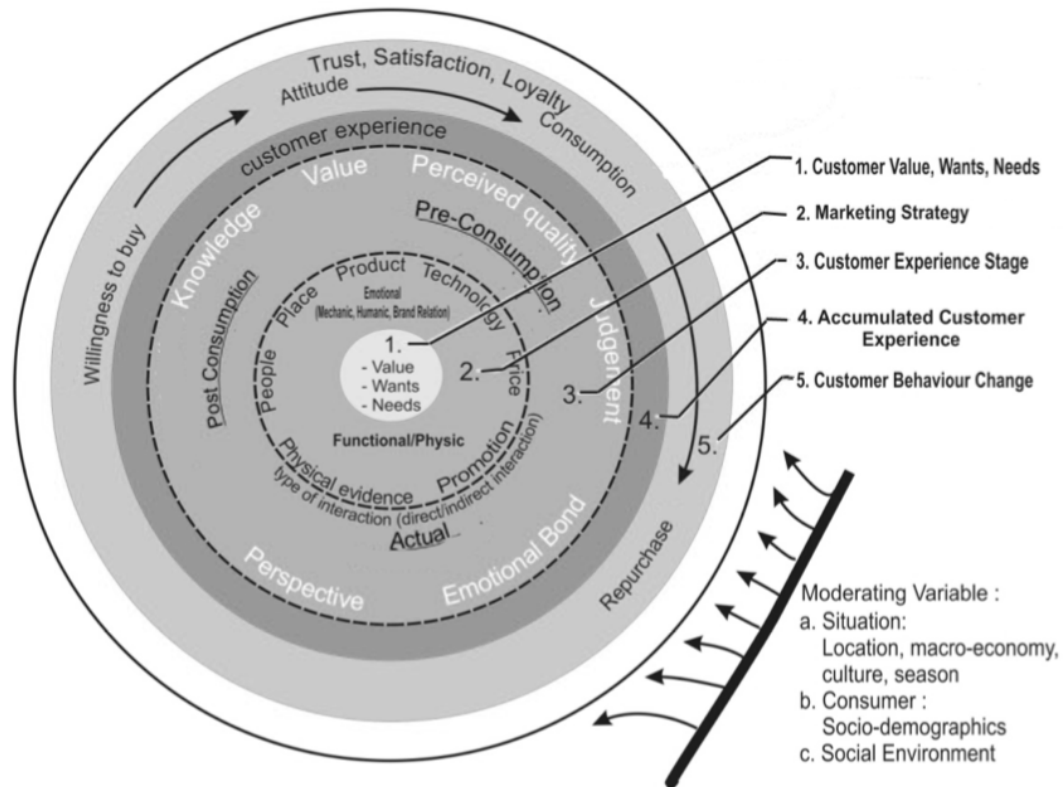 Trust, Satisfaction, Loyalty
Attitude
Consumption
customer experience
Willingness to buy
Value
Perceived quality
Knowledge
Judgement
Pre-Consumption
Post Consumption
Product
Technology
Place
Price
People
Emotional
(Mechanic, Humanic, Brand Relation)
1.
- Value
- Wants
- Needs
2.
3.
4.
5.
Functional/Physic
Physical evidence
Promotion
type of interaction (direct/indirect interaction)
Actual
Perspective
Emotional Bond
Repurchase
1. Customer Value, Wants, Needs
2. Marketing Strategy
3. Customer Experience Stage
4. Accumulated Customer
Experience
5. Customer Behaviour Change
Moderating Variable :
a. Situation:
Location, macro-economy,
culture, season
b. Consumer :
Socio-demographics
c. Social Environment